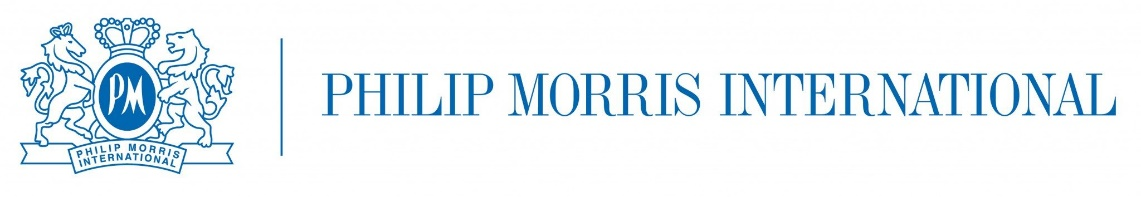 PM
PHILIP MORRIS
INTERNATIONAL
PHILIP MORRIS INTERNATIONAL